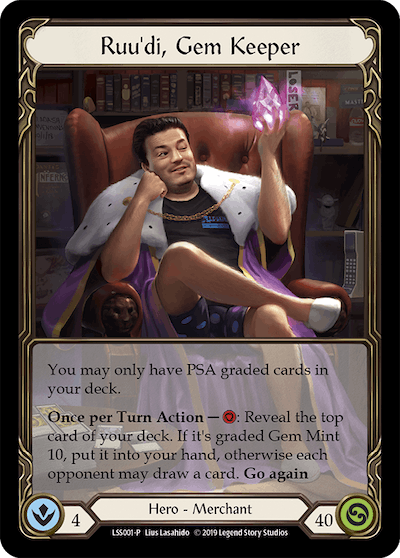 Ruu'di, Gem Keeper
LOSER
You may only have PSA graded cards in
your deck.
Once per Turn Action — : Reveal the top
card of your deck. If it's graded Gem Mint
10, put it into your hand, otherwise each
opponent may draw a card. Go again
4
Hero - Merchant
40
LSS001-P Lius Lasahido © 2019 Legend Story Studios